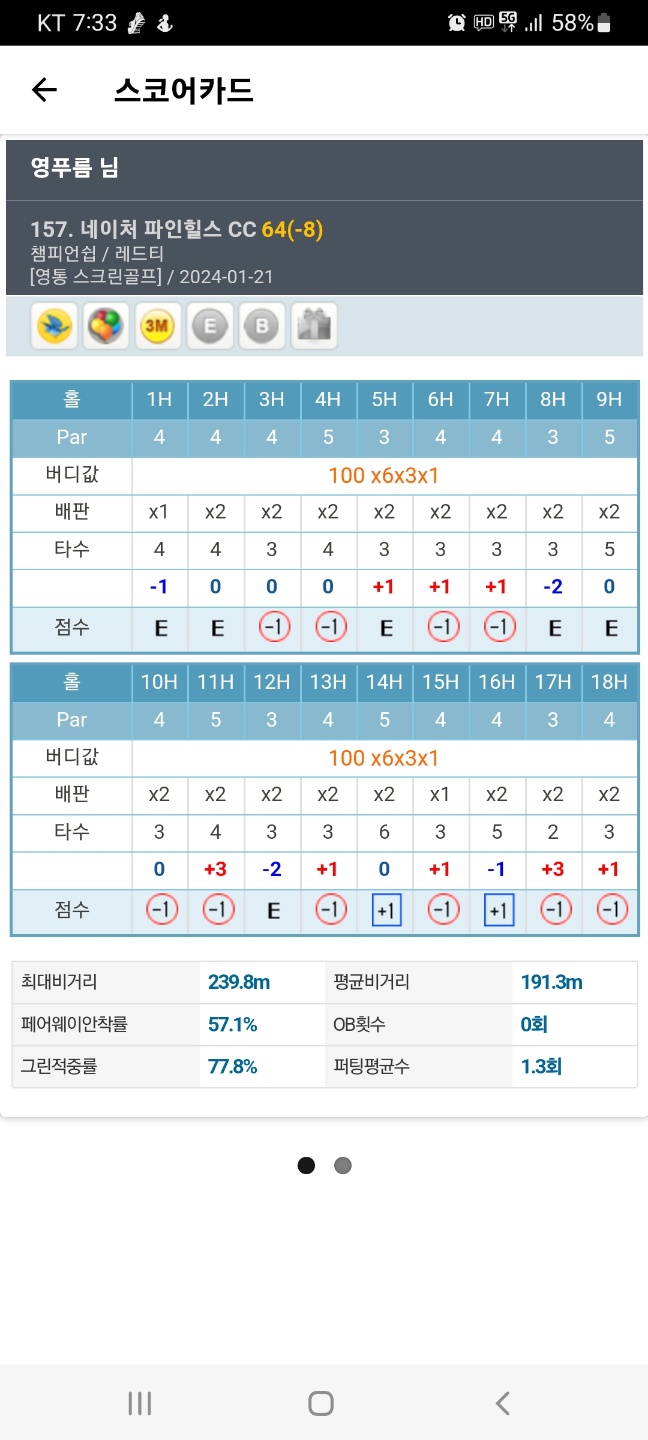 KT 7:33 HD 5G 58%
스코어카드
영푸름 님
157. 네이처 파인힐스 CC 64(-8)
챔피언쉽 / 레드티
[영통 스크린골프] / 2024-01-21
3M E B
홀 1H 2H 3H 4H 5H 6H 7H 8H 9H
Par 4 4 4 5 3 4 4 3 5
버디값 100 x6x3x1
배판 x1 x2 x2 x2 x2 x2 x2 x2 x2
타수 4 4 3 4 3 3 3 3 5
-1 0 0 0 +1 +1 +1 -2 0
점수 E E -1 -1 E -1 -1 E E
홀 10H 11H 12H 13H 14H 15H 16H 17H 18H
Par 4 5 3 4 5 4 4 3 4
버디값 100 x6x3x1
배판 x2 x2 x2 x2 x2 x1 x2 x2 x2
타수 3 4 3 3 6 3 5 2 3
0 +3 -2 +1 0 +1 -1 +3 +1
점수 -1 -1 E -1 +1 -1 +1 -1 -1
최대비거리 239.8m 평균비거리 191.3m
페어웨이안착률 57.1% OB횟수 0회
그린적중률 77.8% 퍼팅평균수 1.3회